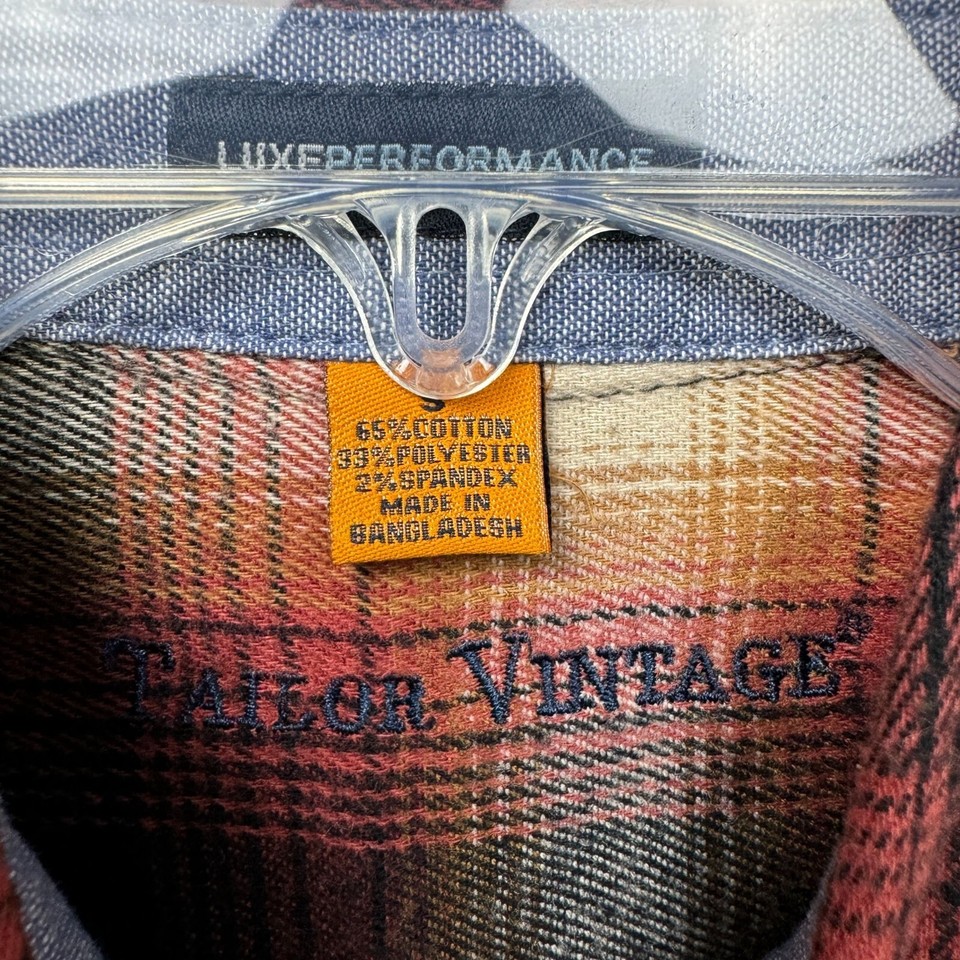 LUXEPERFORMANCE
S
65%COTTON
33%POLYESTER
2%SPANDEX
MADE IN
BANGLADESH
TAILOR VINTAGE®